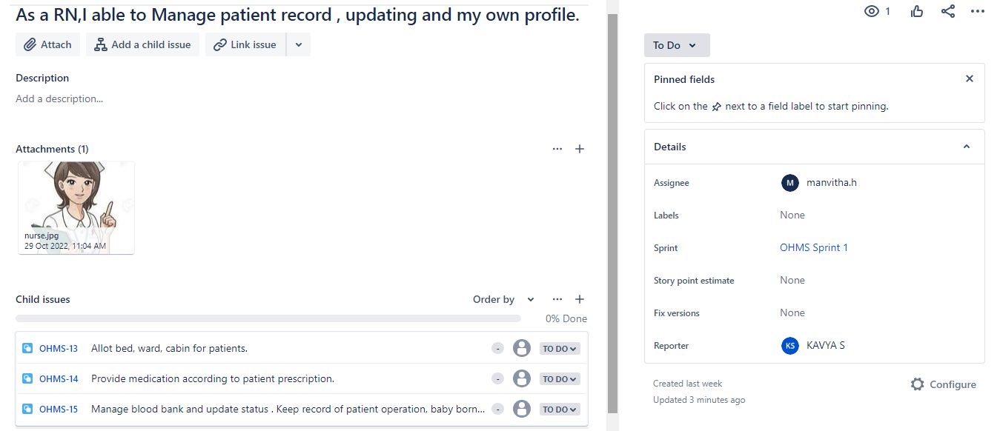 As a RN,I able to Manage patient record , updating and my own profile.
Attach
Add a child issue
Link issue
Description
Add a description...
Attachments (1)
nurse.jpg
29 Oct 2022, 11:04 AM
Child issues
Order by
0% Done
OHMS-13 Allot bed, ward, cabin for patients. - TO DO
OHMS-14 Provide medication according to patient prescription. - TO DO
OHMS-15 Manage blood bank and update status . Keep record of patient operation, baby born... - TO DO
1
To Do
Pinned fields
Click on the next to a field label to start pinning.
Details
Assignee M manvitha.h
Labels None
Sprint OHMS Sprint 1
Story point estimate None
Fix versions None
Reporter KS KAVYA S
Created last week
Configure
Updated 3 minutes ago